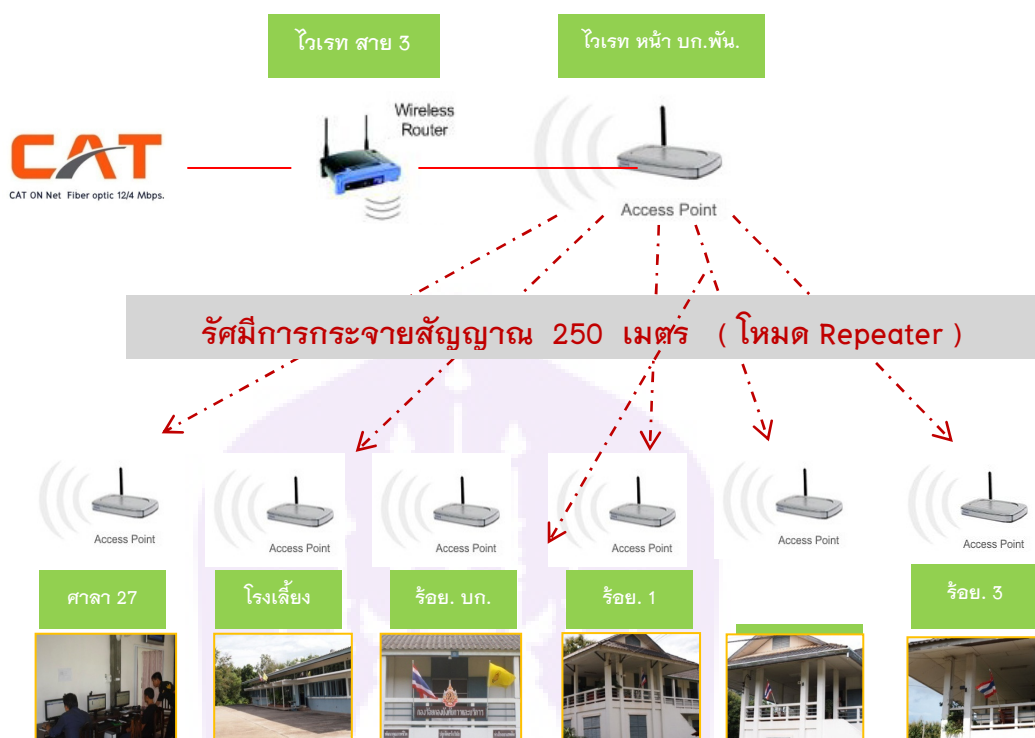 ไวเรท สาย 3
ไวเรท หน้า บก.พัน.
Wireless
Router
CAT
CAT ON Net Fiber optic 12/4 Mbps.
Access Point
รัศมีการกระจายสัญญาณ 250 เมตร ( โหมด Repeater )
Access Point
Access Point
Access Point
Access Point
Access Point
Access Point
ศาลา 27
โรงเลี้ยง
ร้อย. บก.
ร้อย. 1
ร้อย. 3